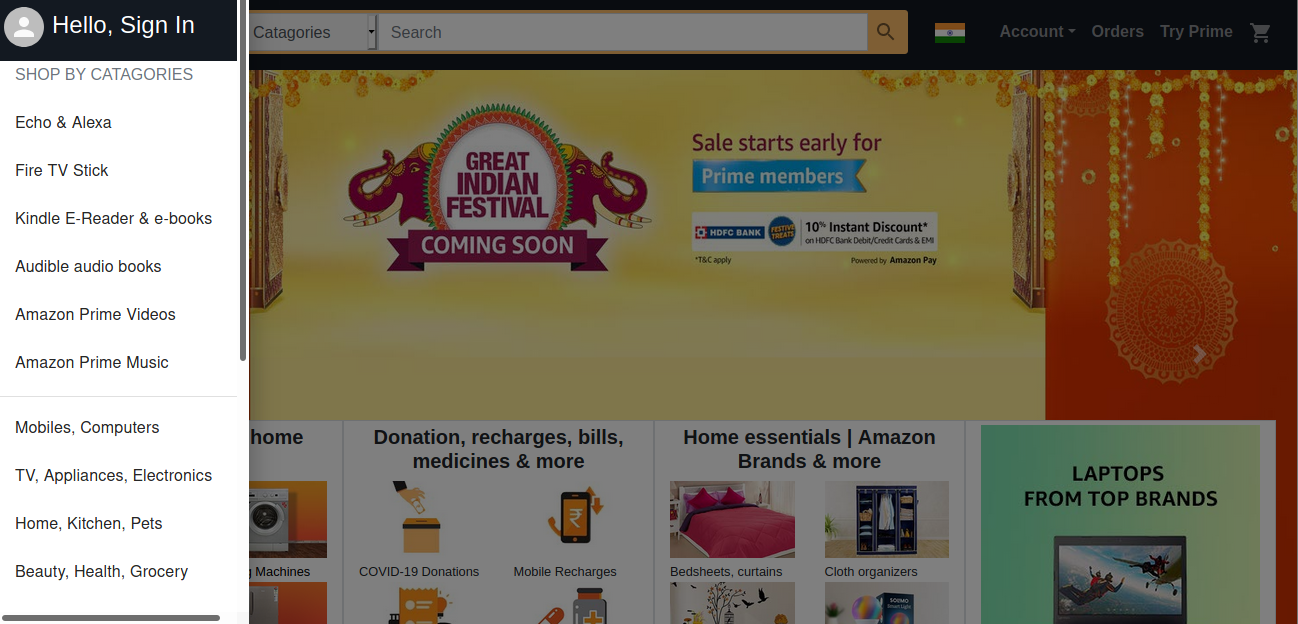 Hello, Sign In
SHOP BY CATAGORIES
Echo & Alexa
Fire TV Stick
Kindle E-Reader & e-books
Audible audio books
Amazon Prime Videos
Amazon Prime Music
Mobiles, Computers
TV, Appliances, Electronics
Home, Kitchen, Pets
Beauty, Health, Grocery
Catagories
Search
Account
Orders
Try Prime
GREAT
INDIAN
FESTIVAL
COMING SOON
Sale starts early for
Prime members
HDFC BANK
FESTIVE
TREATS
10% Instant Discount*
on HDFC Bank Debit/Credit Cards & EMI
*T&C apply
Powered by Amazon Pay
home
Machines
Donation, recharges, bills,
medicines & more
COVID-19 Donations
Mobile Recharges
Home essentials | Amazon
Brands & more
Bedsheets, curtains
Cloth organizers
SOLIMO
Smart Light
LAPTOPS
FROM TOP BRANDS